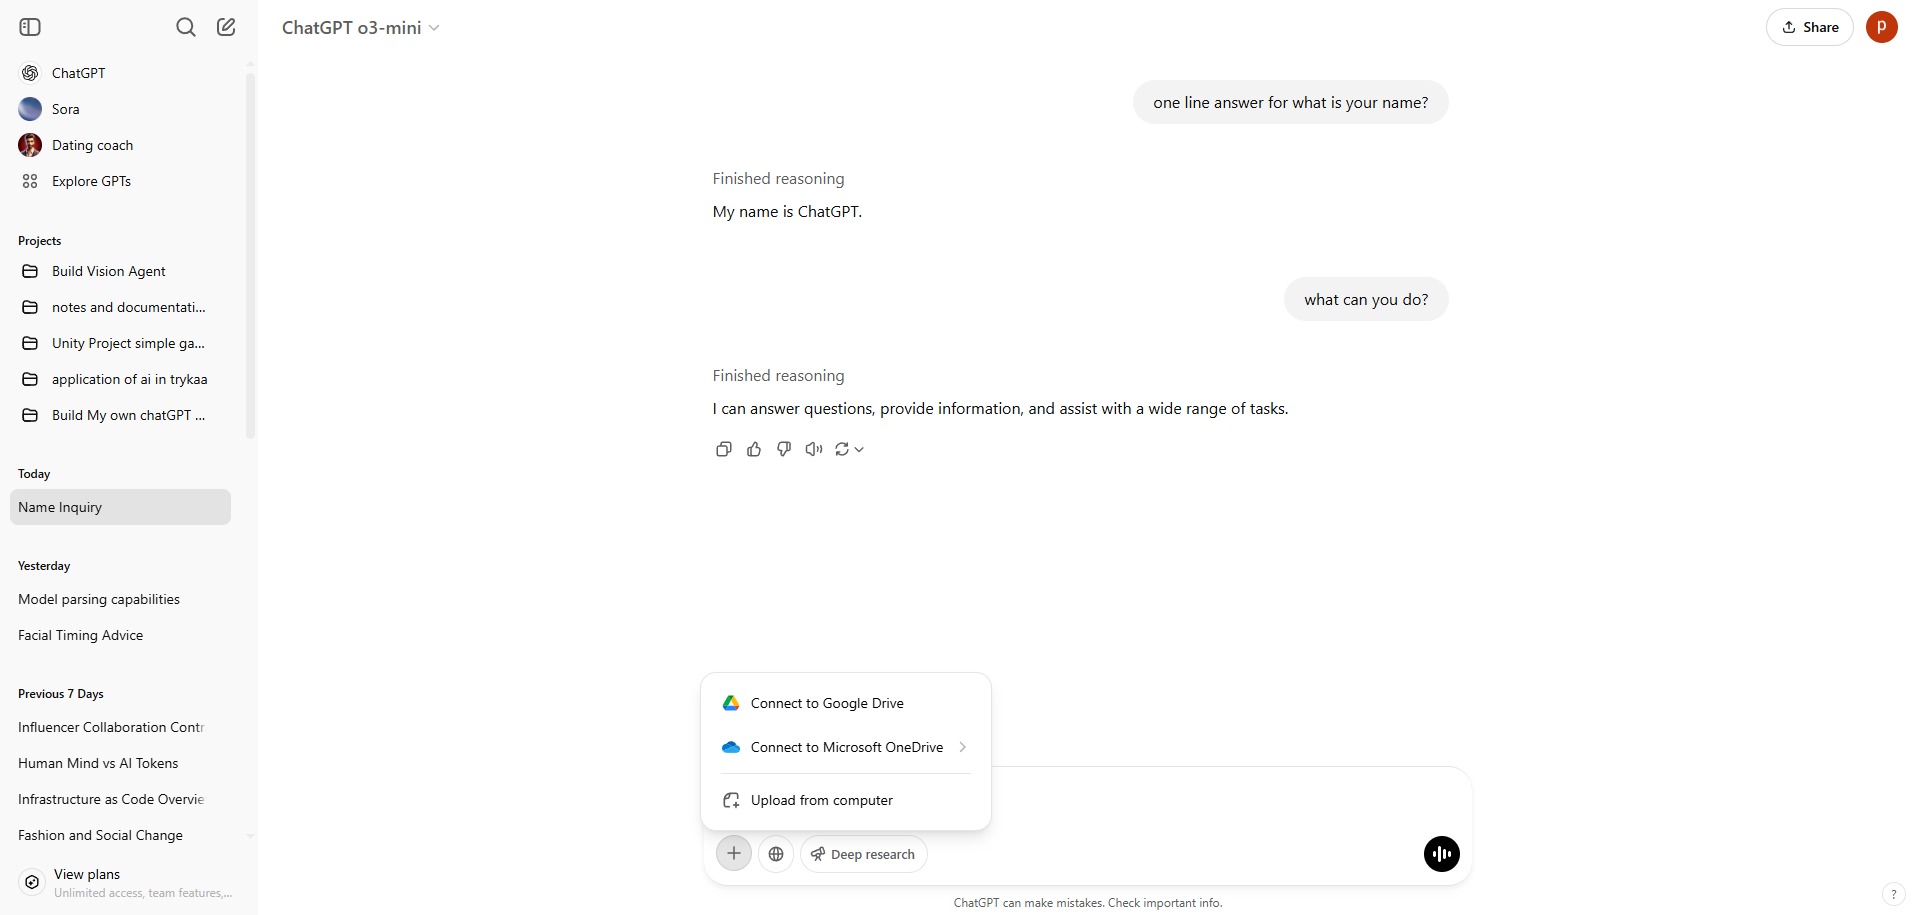 ChatGPT
Sora
Dating coach
Explore GPTs
Projects
Build Vision Agent
notes and documentati...
Unity Project simple ga...
application of ai in trykaa
Build My own chatGPT ...
Today
Name Inquiry
Yesterday
Model parsing capabilities
Facial Timing Advice
Previous 7 Days
Influencer Collaboration Contr
Human Mind vs AI Tokens
Infrastructure as Code Overvie
Fashion and Social Change
View plans
Unlimited access, team features,...
ChatGPT o3-mini
Share
p
one line answer for what is your name?
Finished reasoning
My name is ChatGPT.
what can you do?
Finished reasoning
I can answer questions, provide information, and assist with a wide range of tasks.
Connect to Google Drive
Connect to Microsoft OneDrive
Upload from computer
Deep research
ChatGPT can make mistakes. Check important info.
?